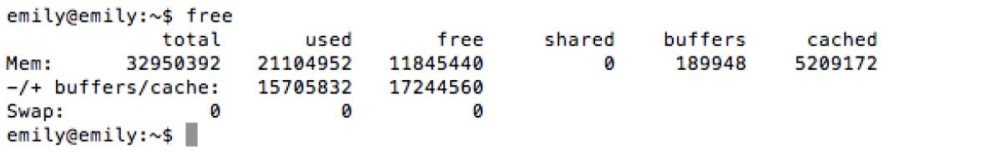 emily@emily:~$ free
total used free shared buffers cached
Mem: 32950392 21104952 11845440 0 189948 5209172
-/+ buffers/cache: 15705832 17244560
Swap: 0 0 0
emily@emily:~$